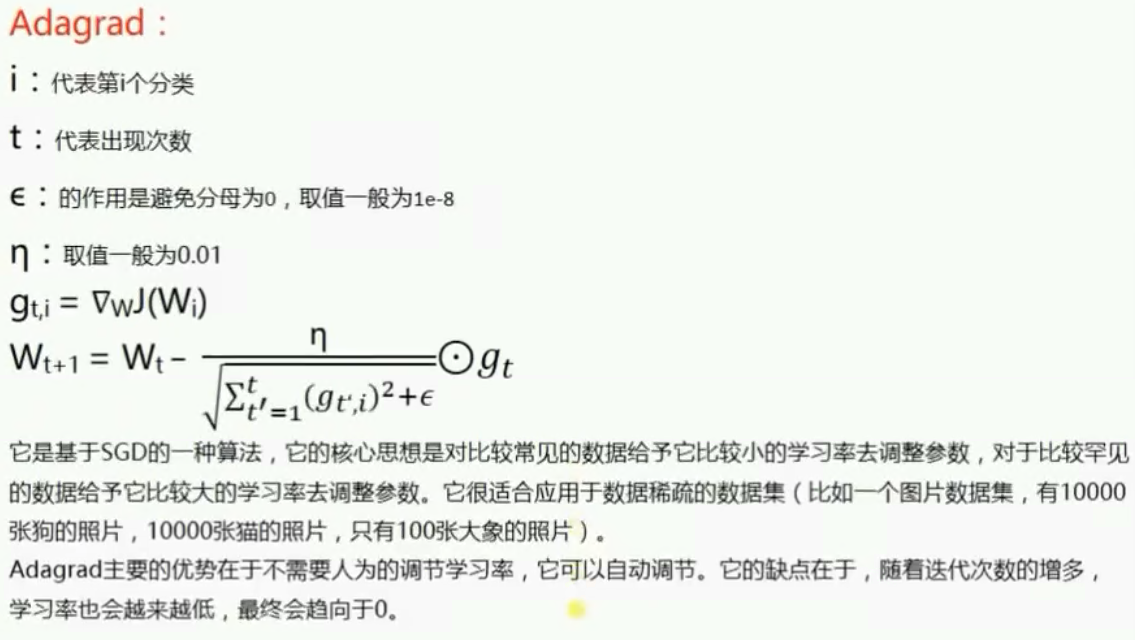 Adagrad：
i：代表第i个分类
t：代表出现次数
ϵ：的作用是避免分母为0，取值一般为1e-8
η：取值一般为0.01
gt,i = ∇WJ(Wi)
Wt+1 = Wt − η / √(∑_{t′=1}^{t}(g_{t‘,i})²+ϵ) ⊙ gt
它是基于SGD的一种算法，它的核心思想是对比较常见的数据给予它比较小的学习率去调整参数，对于比较罕见
的数据给予它比较大的学习率去调整参数。它很适合应用于数据稀疏的数据集（比如一个图片数据集，有10000
张狗的照片，10000张猫的照片，只有100张大象的照片）。
Adagrad主要的优势在于不需要人为的调节学习率，它可以自动调节。它的缺点在于，随着迭代次数的增多，
学习率也会越来越低，最终会趋向于0。